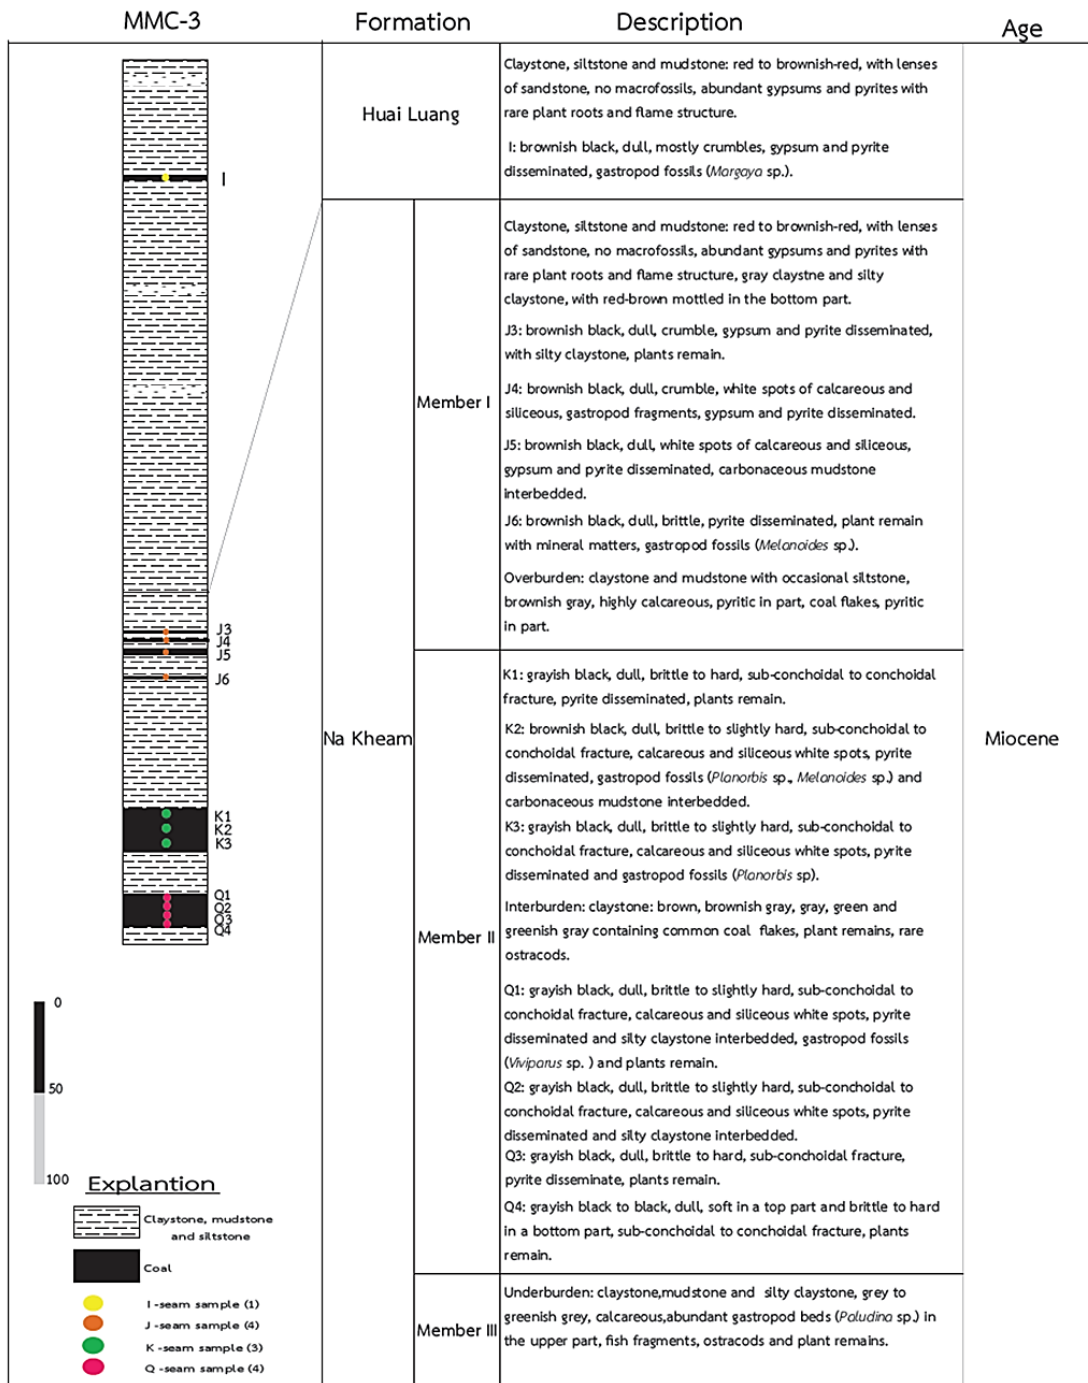 MMC-3 Formation Description Age
Huai Luang
Claystone, siltstone and mudstone: red to brownish-red, with lenses
of sandstone, no macrofossils, abundant gypsums and pyrites with
rare plant roots and flame structure.
I: brownish black, dull, mostly crumbles, gypsum and pyrite
disseminated, gastropod fossils (Margaya sp.).
Na Kheam
Member I
Claystone, siltstone and mudstone: red to brownish-red, with lenses
of sandstone, no macrofossils, abundant gypsums and pyrites with
rare plant roots and flame structure, gray claystne and silty
claystone, with red-brown mottled in the bottom part.
J3: brownish black, dull, crumble, gypsum and pyrite disseminated,
with silty claystone, plants remain.
J4: brownish black, dull, crumble, white spots of calcareous and
siliceous, gastropod fragments, gypsum and pyrite disseminated.
J5: brownish black, dull, white spots of calcareous and siliceous,
gypsum and pyrite disseminated, carbonaceous mudstone
interbedded.
J6: brownish black, dull, brittle, pyrite disseminated, plant remain
with mineral matters, gastropod fossils (Melanoides sp.).
Overburden: claystone and mudstone with occasional siltstone,
brownish gray, highly calcareous, pyritic in part, coal flakes, pyritic
in part.
Member II
K1: grayish black, dull, brittle to hard, sub-conchoidal to conchoidal
fracture, pyrite disseminated, plants remain.
K2: brownish black, dull, brittle to slightly hard, sub-conchoidal to
conchoidal fracture, calcareous and siliceous white spots, pyrite
disseminated, gastropod fossils (Planorbis sp., Melanoides sp.) and
carbonaceous mudstone interbedded.
K3: grayish black, dull, brittle to slightly hard, sub-conchoidal to
conchoidal fracture, calcareous and siliceous white spots, pyrite
disseminated and gastropod fossils (Planorbis sp).
Interburden: claystone: brown, brownish gray, gray, green and
greenish gray containing common coal flakes, plant remains, rare
ostracods.
Q1: grayish black, dull, brittle to slightly hard, sub-conchoidal to
conchoidal fracture, calcareous and siliceous white spots, pyrite
disseminated and silty claystone interbedded, gastropod fossils
(Viviparus sp. ) and plants remain.
Q2: grayish black, dull, brittle to slightly hard, sub-conchoidal to
conchoidal fracture, calcareous and siliceous white spots, pyrite
disseminated and silty claystone interbedded.
Q3: grayish black, dull, brittle to hard, sub-conchoidal fracture,
pyrite disseminate, plants remain.
Q4: grayish black to black, dull, soft in a top part and brittle to hard
in a bottom part, sub-conchoidal to conchoidal fracture, plants
remain.
Member III
Underburden: claystone,mudstone and silty claystone, grey to
greenish grey, calcareous,abundant gastropod beds (Paludina sp.) in
the upper part, fish fragments, ostracods and plant remains.
Miocene
I
J3
J4
J5
J6
K1
K2
K3
Q1
Q2
Q3
Q4
0
50
100
Explantion
Claystone, mudstone
and siltstone
Coal
I -seam sample (1)
J -seam sample (4)
K -seam sample (3)
Q -seam sample (4)